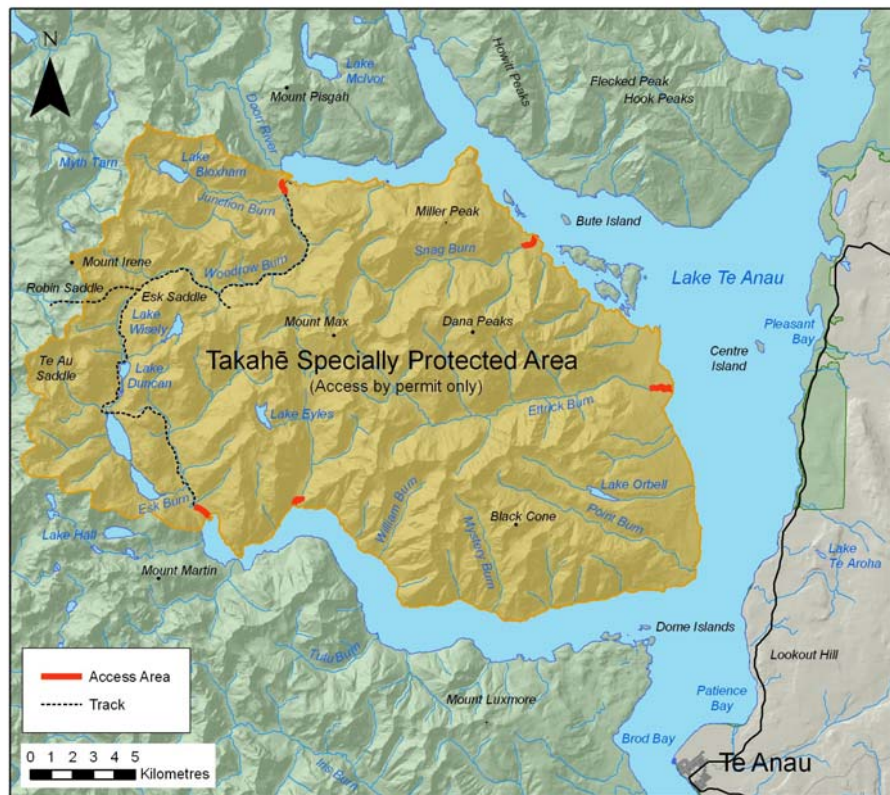 N
Lake
McIvor
Mount Pisgah
Doon River
Howitt Peaks
Flecked Peak
Hook Peaks
Myth Tarn
Lake
Bloxham
Junction Burn
Miller Peak
Bute Island
Snag Burn
Mount Irene
Woodrow Burn
Robin Saddle
Esk Saddle
Lake
Wisely
Lake Te Anau
Mount Max
Dana Peaks
Pleasant
Bay
Centre
Island
Te Au
Saddle
Lake
Duncan
Takahē Specially Protected Area
(Access by permit only)
Lake Eyles
Ettrick Burn
Lake Orbell
Esk Burn
William Burn
Mystery Burn
Black Cone
Point Burn
Lake Hall
Mount Martin
Lake
Te Aroha
Dome Islands
Lookout Hill
Tutu Burn
Mount Luxmore
Patience
Bay
Brod Bay
Te Anau
Iris Burn
Access Area
Track
0 1 2 3 4 5
Kilometres